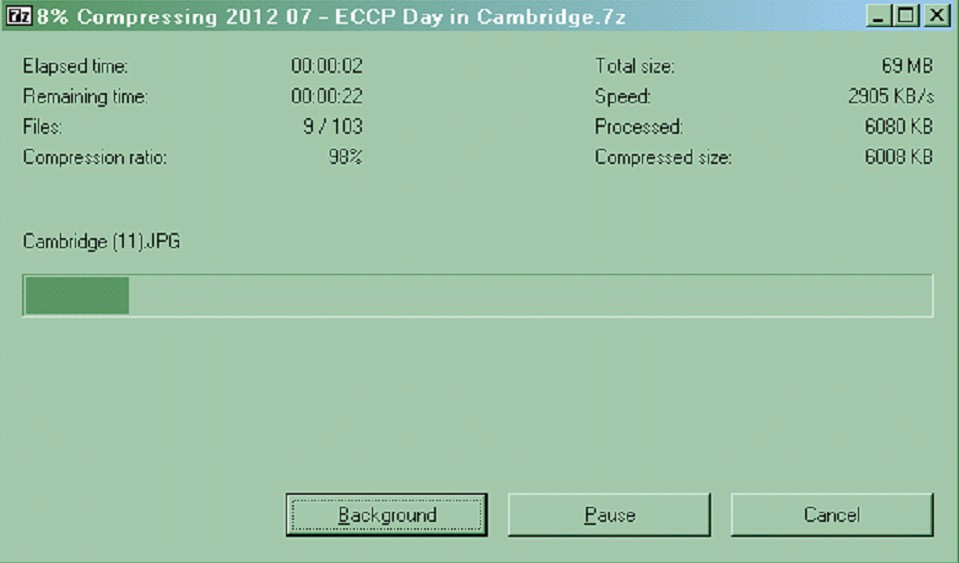 7z 8% Compressing 2012 07 - ECCP Day in Cambridge.7z
Elapsed time: 00:00:02 Total size: 69 MB
Remaining time: 00:00:22 Speed: 2905 KB/s
Files: 9 / 103 Processed: 6080 KB
Compression ratio: 98% Compressed size: 6008 KB
Cambridge (11).JPG
Background Pause Cancel